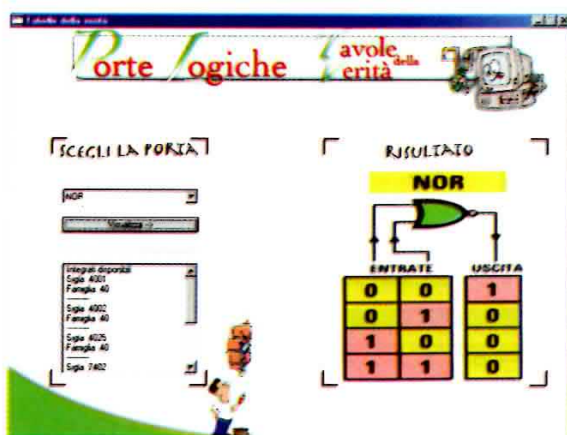 Tabelle della verità
Porte Logiche Tavole della Verità
SCEGLI LA PORTA
NOR
Visualizza ->
Integrati disponibili
Sigla 4001
Famiglia 40
--------
Sigla 4002
Famiglia 40
--------
Sigla 4025
Famiglia 40
--------
Sigla 7402
RISULTATO
NOR
ENTRATE USCITA
0 0 1
0 1 0
1 0 0
1 1 0